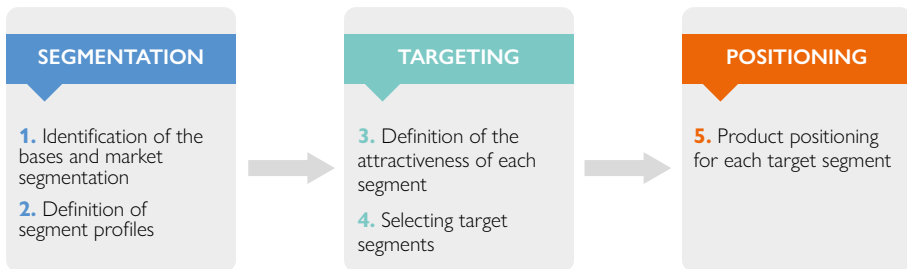 SEGMENTATION
1. Identification of the
bases and market
segmentation
2. Definition of
segment profiles
TARGETING
3. Definition of the
attractiveness of each
segment
4. Selecting target
segments
POSITIONING
5. Product positioning
for each target segment